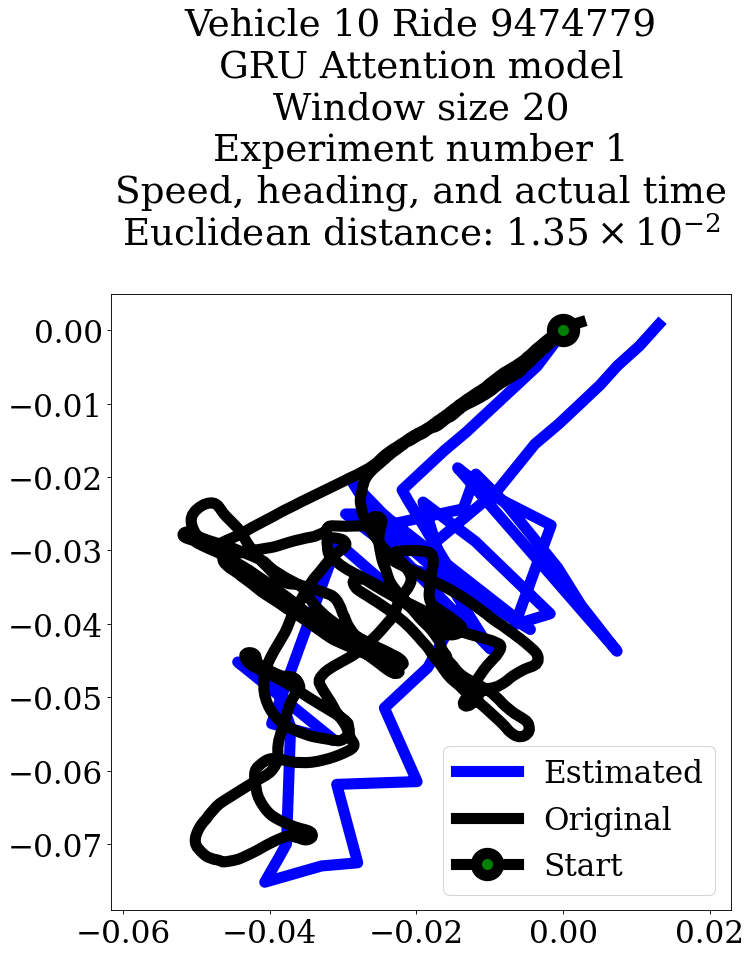 Vehicle 10 Ride 9474779
GRU Attention model
Window size 20
Experiment number 1
Speed, heading, and actual time
Euclidean distance: 1.35 × 10⁻²
0.00
−0.01
−0.02
−0.03
−0.04
−0.05
−0.06
−0.07
Estimated
Original
Start
−0.06 −0.04 −0.02 0.00 0.02